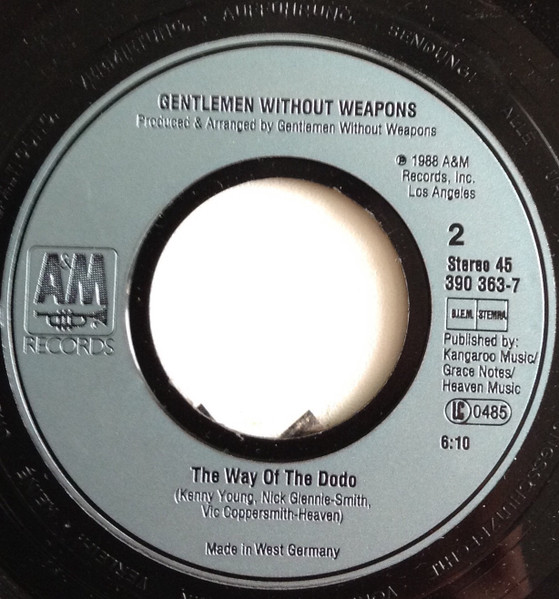 GENTLEMEN WITHOUT WEAPONS
Produced & Arranged by Gentlemen Without Weapons
℗ 1988 A&M
Records, Inc.
Los Angeles
2
Stereo 45
390 363-7
B.I.E.M. STEMRA
Published by:
Kangaroo Music/
Grace Notes/
Heaven Music
LC 0485
6:10
A&M
RECORDS
The Way Of The Dodo
(Kenny Young, Nick Glennie-Smith,
Vic Coppersmith-Heaven)
Made in West Germany
AUFFÜHRUNG, SENDUNG!